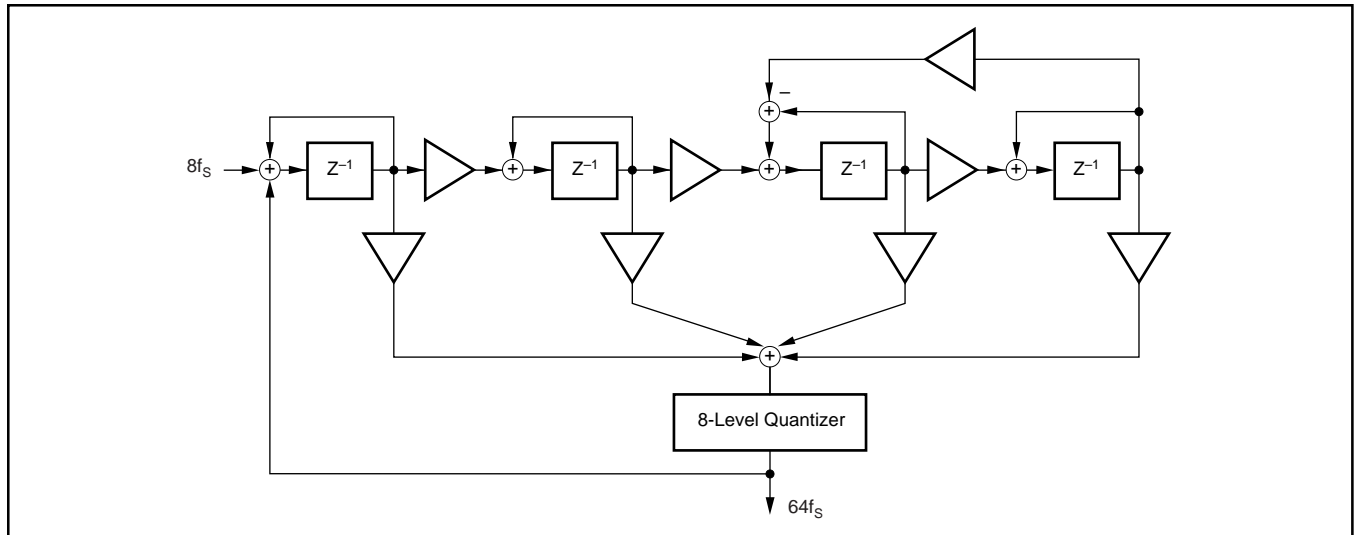 –
+
8f_S
+
Z⁻¹
+
Z⁻¹
+
Z⁻¹
+
Z⁻¹
+
8-Level Quantizer
64f_S